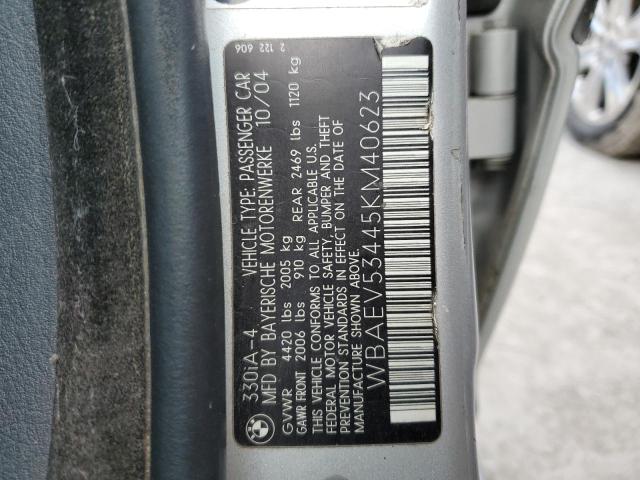 330iA-4 VEHICLE TYPE: PASSENGER CAR
MFD BY BAYERISCHE MOTORENWERKE 10/04
GVWR 4420 lbs 2005 kg
GAWR FRONT 2006 lbs 910 kg REAR 2469 lbs 1120 kg
THIS VEHICLE CONFORMS TO ALL APPLICABLE U.S.
FEDERAL MOTOR VEHICLE SAFETY, BUMPER AND THEFT
PREVENTION STANDARDS IN EFFECT ON THE DATE OF
MANUFACTURE SHOWN ABOVE.
WBAEV53445KM40623
2 122 606